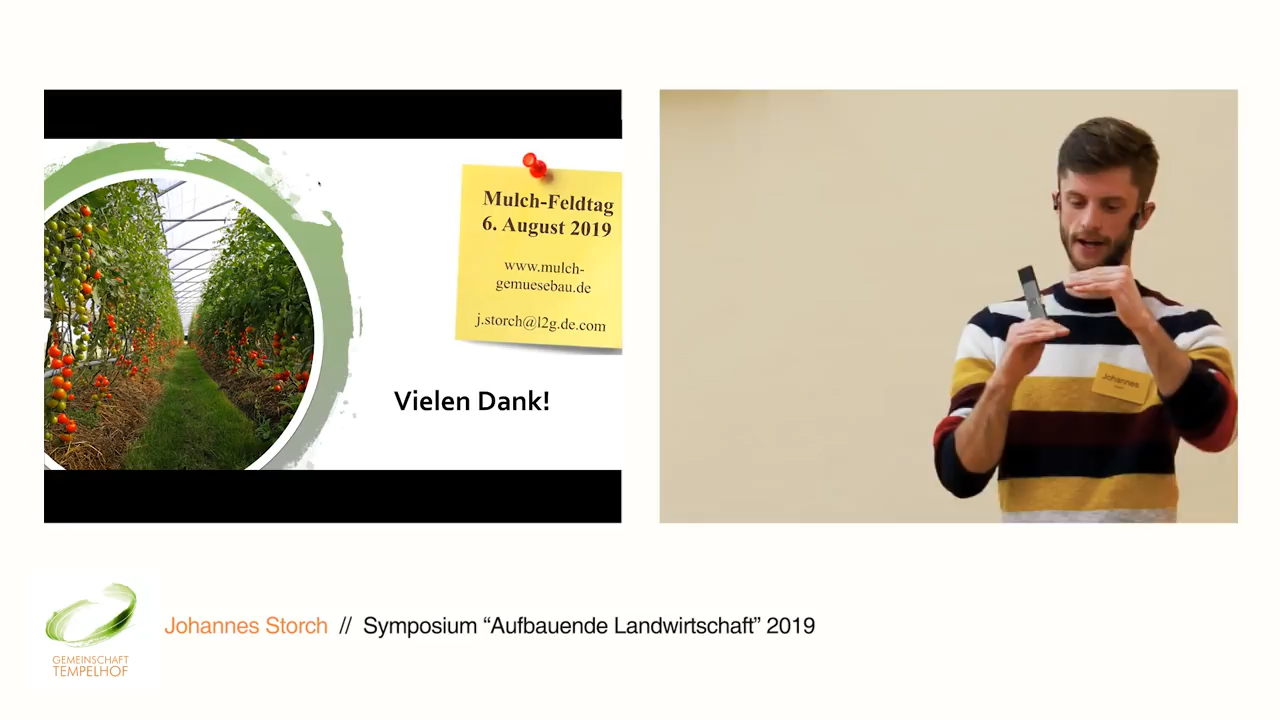 Mulch-Feldtag
6. August 2019
www.mulch-
gemuesebau.de
j.storch@l2g.de.com
Vielen Dank!
Johannes
Johannes Storch // Symposium “Aufbauende Landwirtschaft” 2019
GEMEINSCHAFT
TEMPELHOF